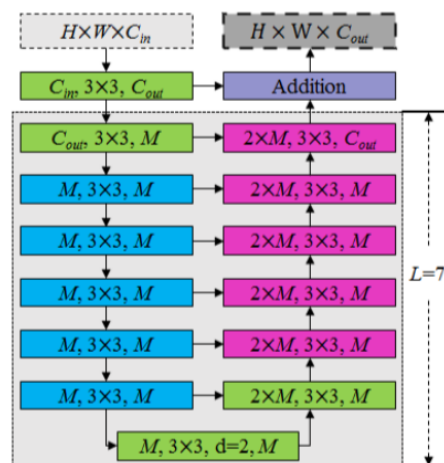 H×W×C_in H × W × C_out
C_in, 3×3, C_out Addition
C_out, 3×3, M 2×M, 3×3, C_out
M, 3×3, M 2×M, 3×3, M
M, 3×3, M 2×M, 3×3, M
M, 3×3, M 2×M, 3×3, M
L=7
M, 3×3, M 2×M, 3×3, M
M, 3×3, M 2×M, 3×3, M
M, 3×3, d=2, M